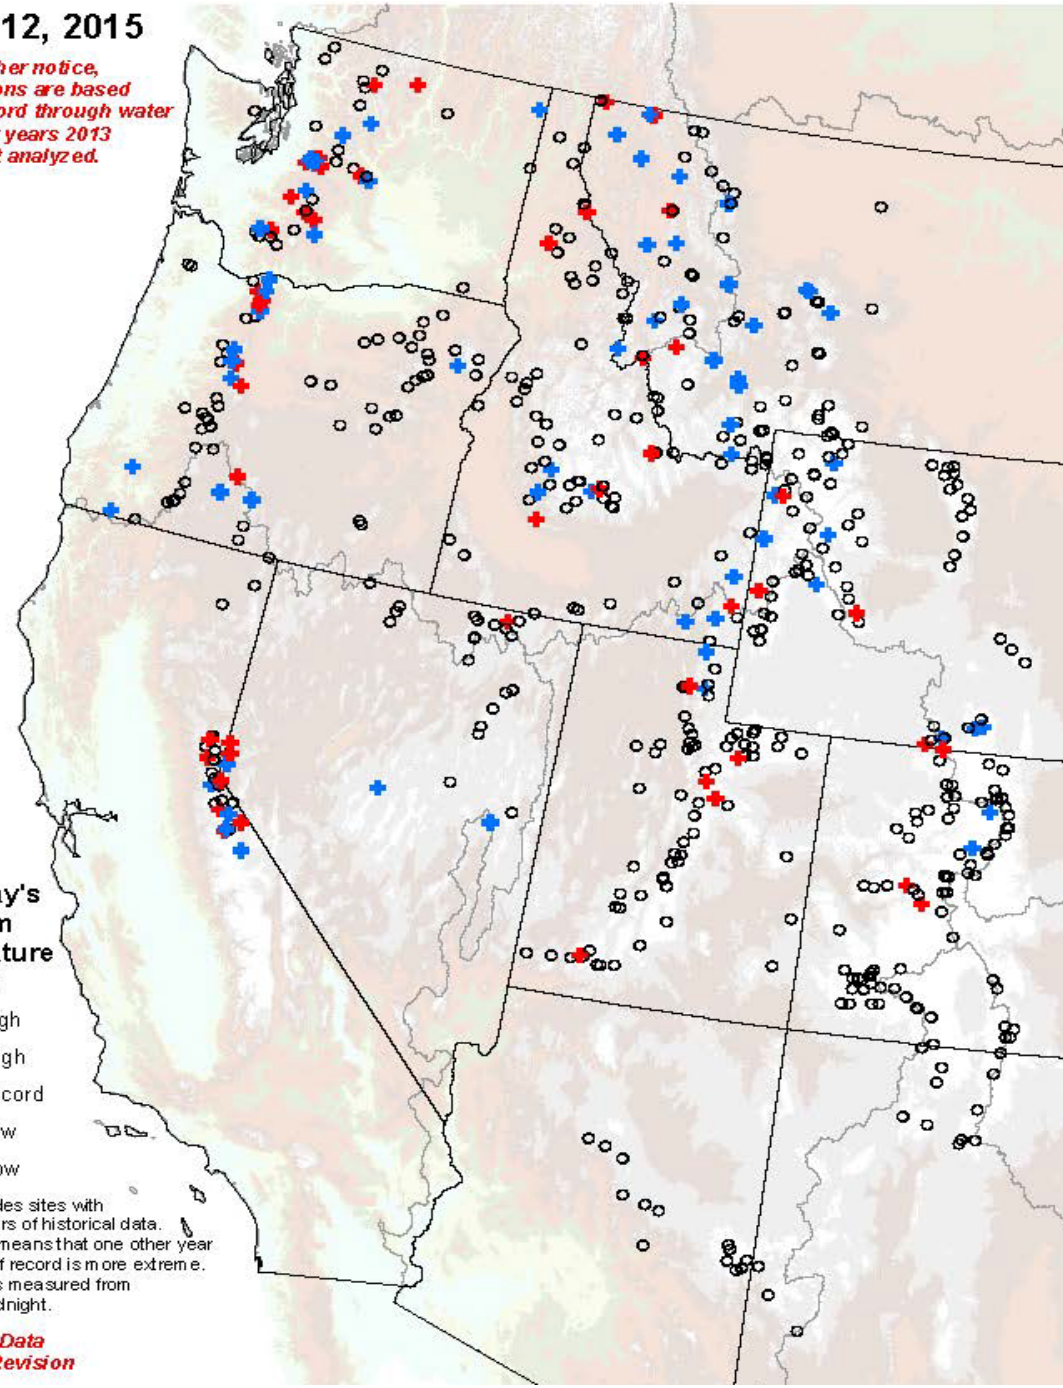 12, 2015
her notice,
ons are based
ord through water
years 2013
t analyzed.
ay's
m
ture
gh
gh
cord
w
ow
des sites with
rs of historical data.
means that one other year
f record is more extreme.
s measured from
dnight.
Data
Revision